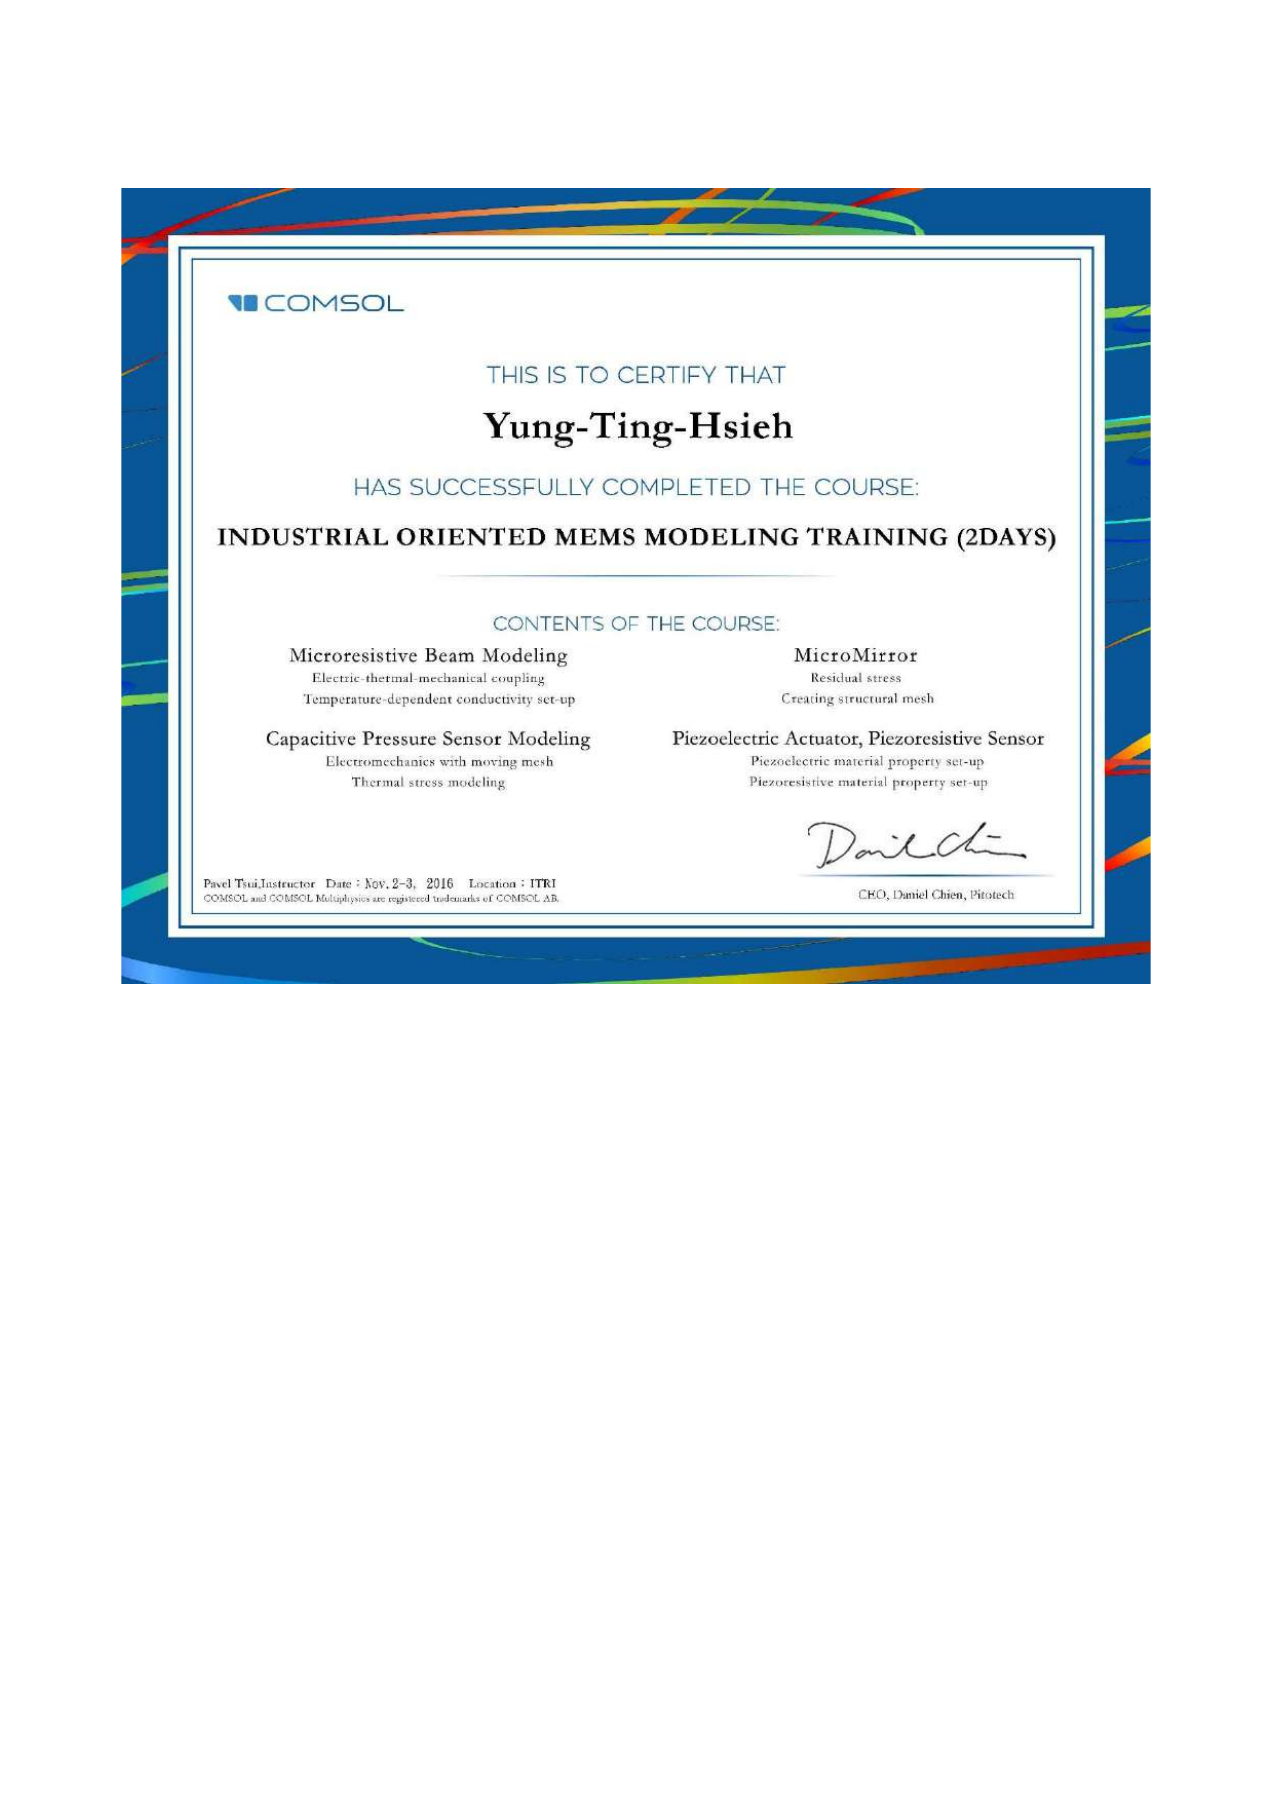 COMSOL
THIS IS TO CERTIFY THAT
Yung-Ting-Hsieh
HAS SUCCESSFULLY COMPLETED THE COURSE:
INDUSTRIAL ORIENTED MEMS MODELING TRAINING (2DAYS)
CONTENTS OF THE COURSE:
Microresistive Beam Modeling
Electric-thermal-mechanical coupling
Temperature-dependent conductivity set-up
Capacitive Pressure Sensor Modeling
Electromechanics with moving mesh
Thermal stress modeling
MicroMirror
Residual stress
Creating structural mesh
Piezoelectric Actuator, Piezoresistive Sensor
Piezoelectric material property set-up
Piezoresistive material property set-up
Daniel Chien
Pavel Tsui,Instructor Date : Nov. 2-3, 2016 Location : ITRI
COMSOL and COMSOL Multiphysics are registered trademarks of COMSOL AB.
CEO, Daniel Chien, Pitotech